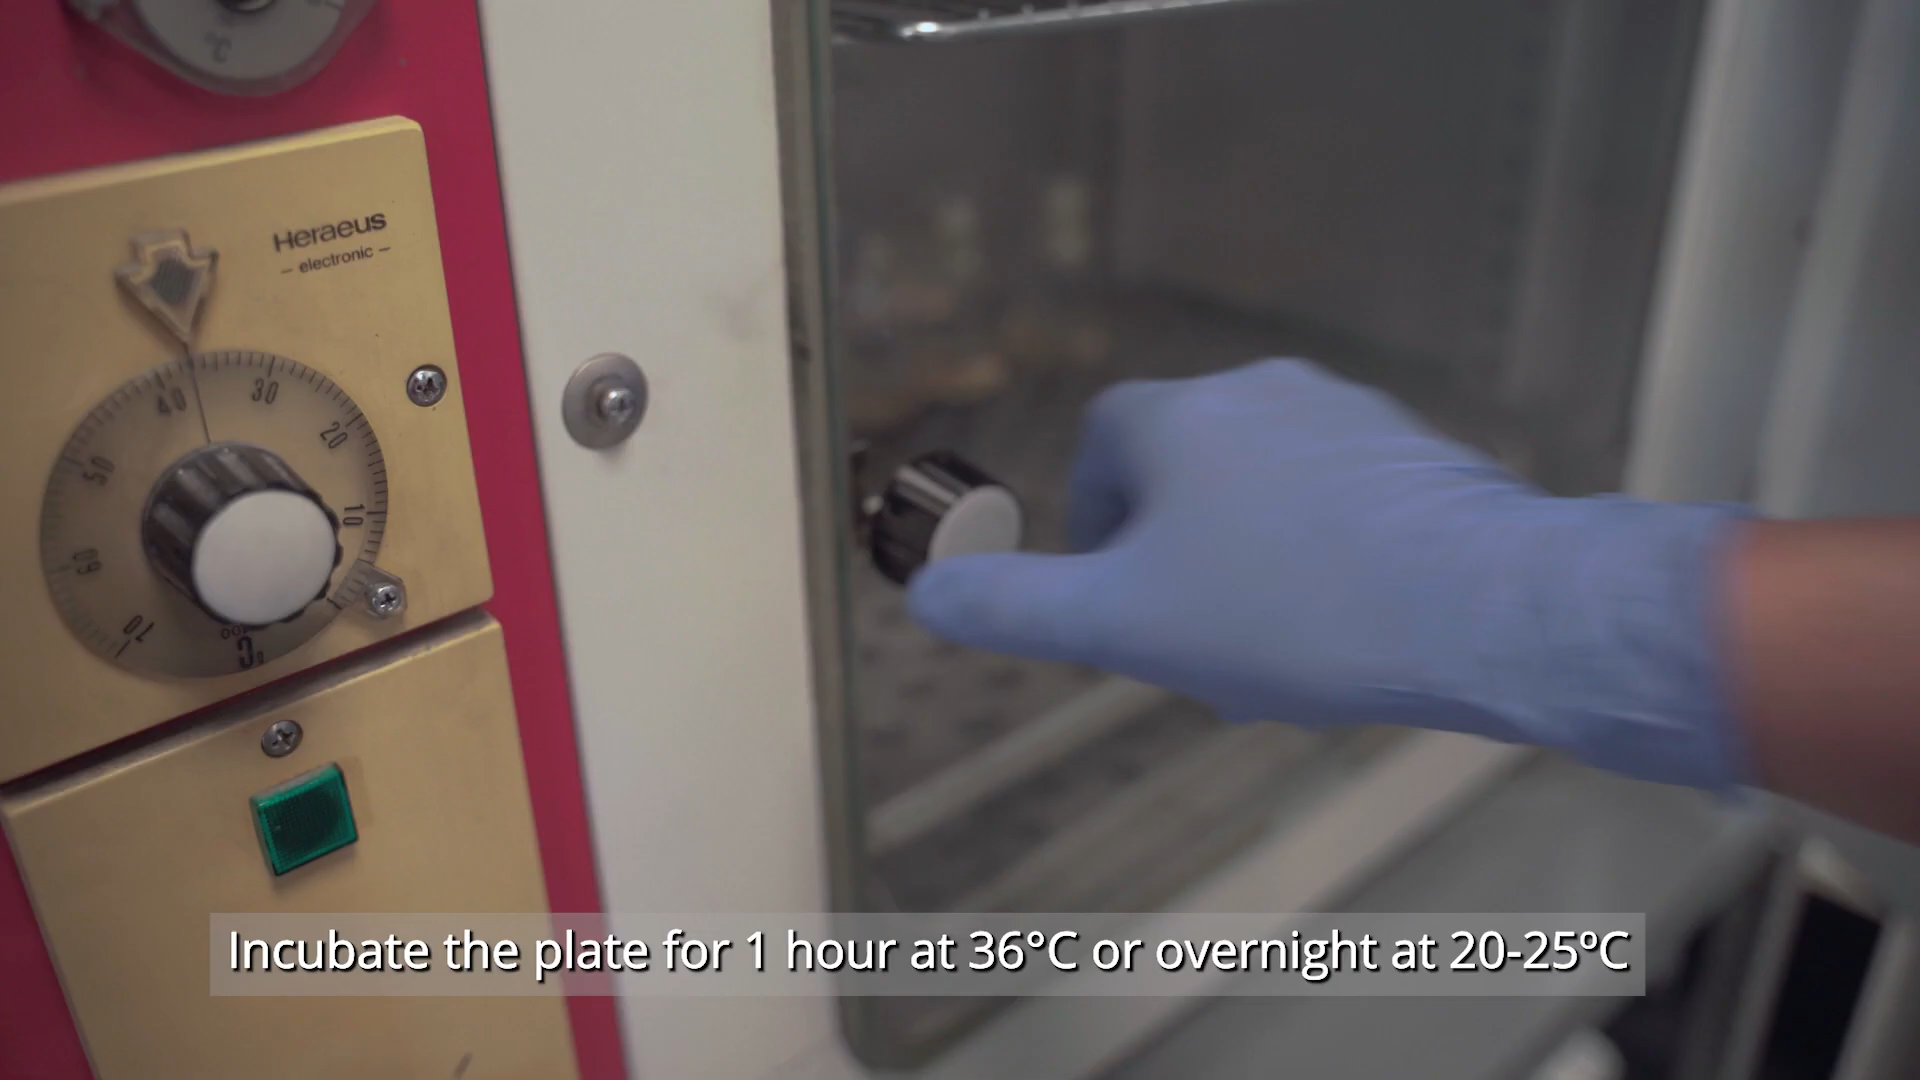 °C
Heraeus
– electronic –
40
30
20
10
50
60
70
100
°C
Incubate the plate for 1 hour at 36°C or overnight at 20-25ºC